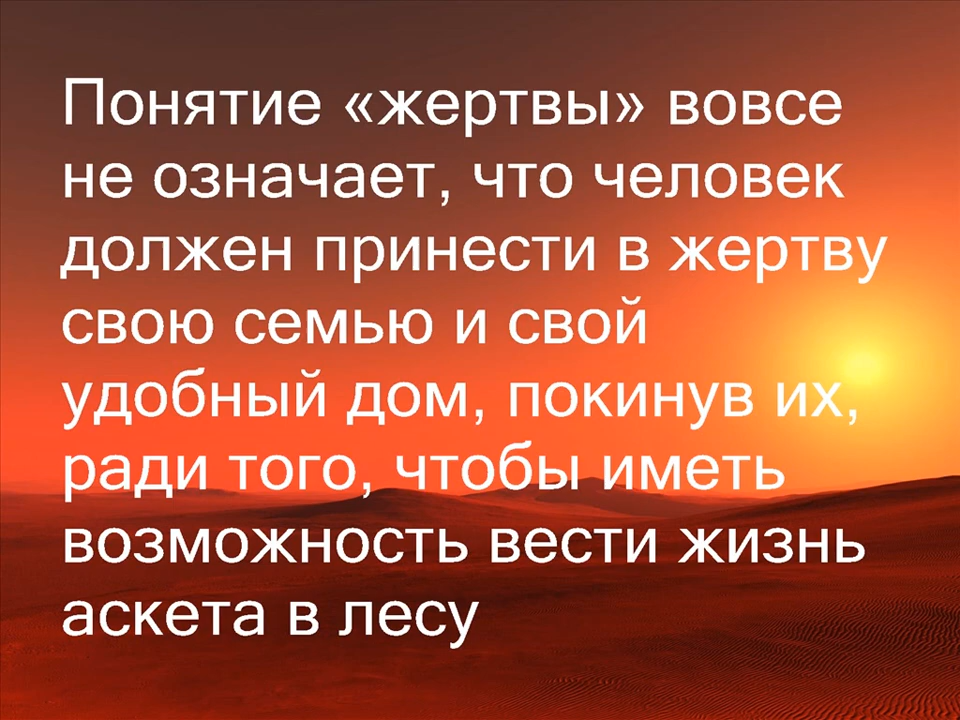 Понятие «жертвы» вовсе
не означает, что человек
должен принести в жертву
свою семью и свой
удобный дом, покинув их,
ради того, чтобы иметь
возможность вести жизнь
аскета в лесу